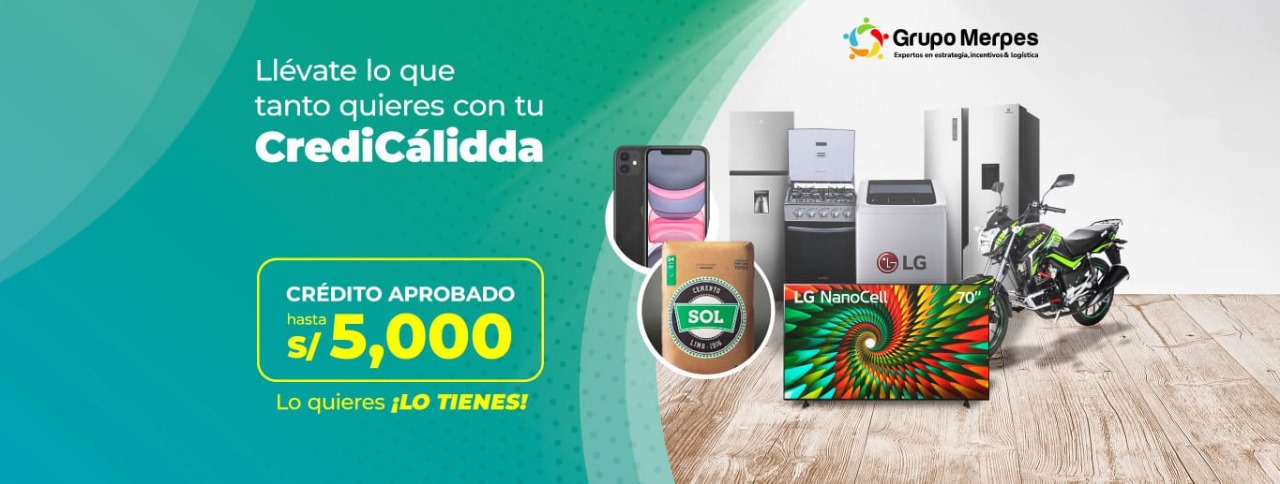 Llévate lo que
tanto quieres con tu
CrediCálidda
CRÉDITO APROBADO
hasta
S/ 5,000
Lo quieres ¡LO TIENES!
Grupo Merpes
Expertos en estrategia, incentivos & logística
CEMENTO
SOL
LIMA
LG
LG NanoCell 70"